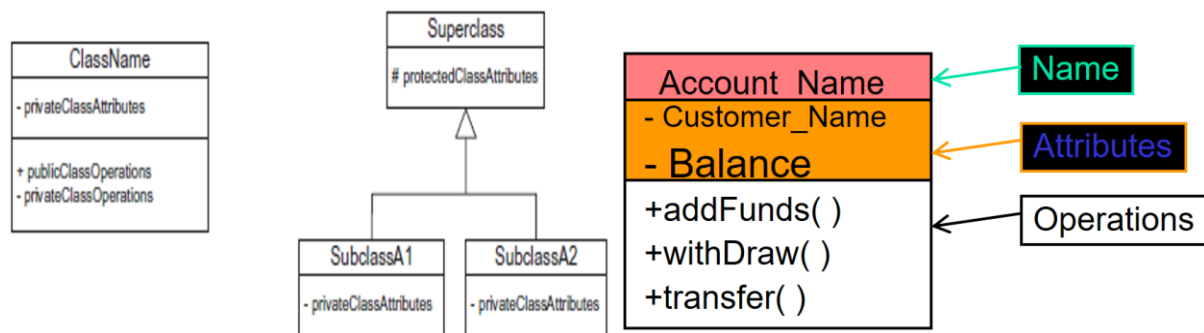 ClassName
- privateClassAttributes
+ publicClassOperations
- privateClassOperations
Superclass
# protectedClassAttributes
SubclassA1
- privateClassAttributes
SubclassA2
- privateClassAttributes
Account_Name
- Customer_Name
- Balance
+addFunds( )
+withDraw( )
+transfer( )
Name
Attributes
Operations